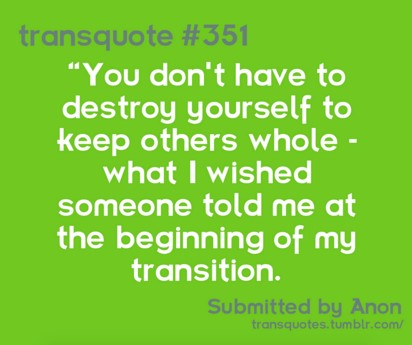 transquote #351
“You don't have to
destroy yourself to
keep others whole -
what I wished
someone told me at
the beginning of my
transition.
Submitted by Anon
transquotes.tumblr.com/